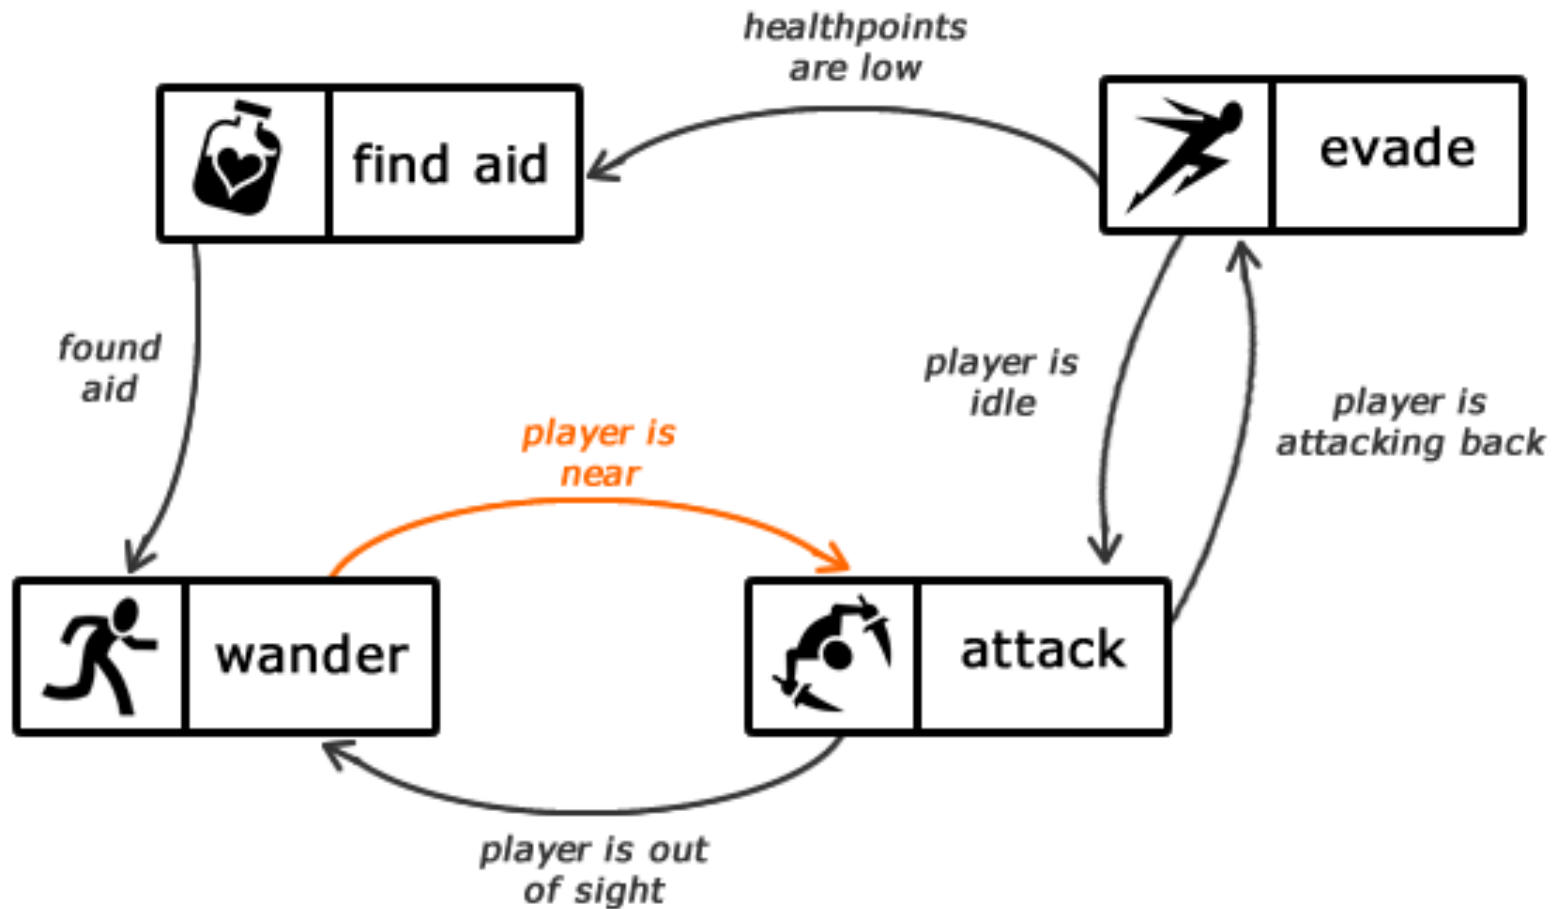 healthpoints
are low
find aid
evade
found
aid
player is
idle
player is
attacking back
player is
near
wander
attack
player is out
of sight